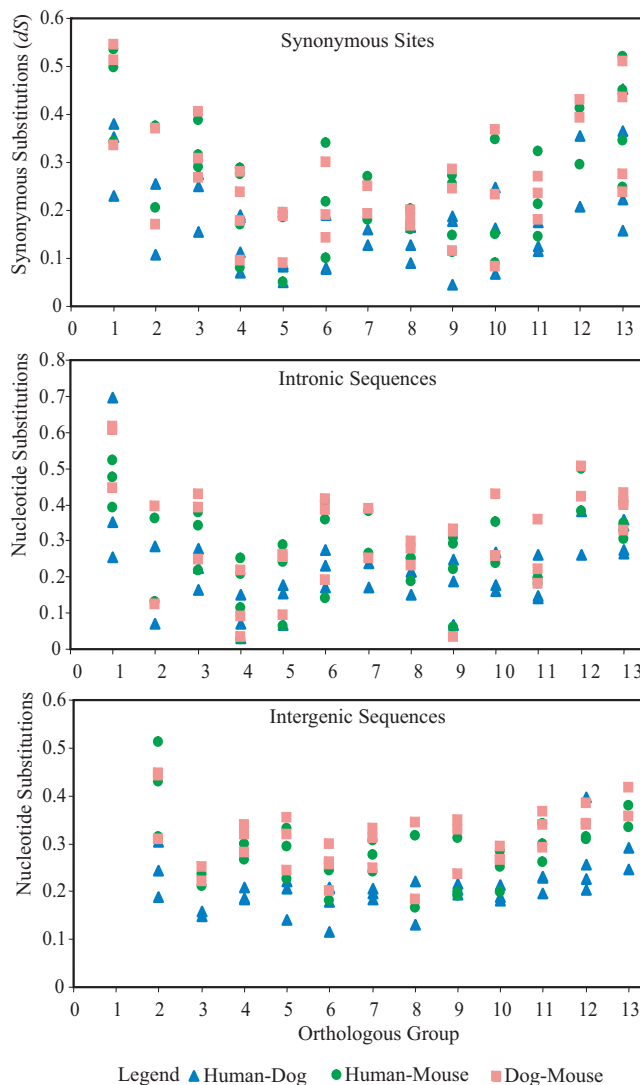 Synonymous Sites
Synonymous Substitutions (dS)
0.6
0.5
0.4
0.3
0.2
0.1
0
0 1 2 3 4 5 6 7 8 9 10 11 12 13
Intronic Sequences
Nucleotide Substitutions
0.8
0.7
0.6
0.5
0.4
0.3
0.2
0.1
0
0 1 2 3 4 5 6 7 8 9 10 11 12 13
Intergenic Sequences
Nucleotide Substitutions
0.6
0.5
0.4
0.3
0.2
0.1
0
0 1 2 3 4 5 6 7 8 9 10 11 12 13
Orthologous Group
Legend Human-Dog Human-Mouse Dog-Mouse